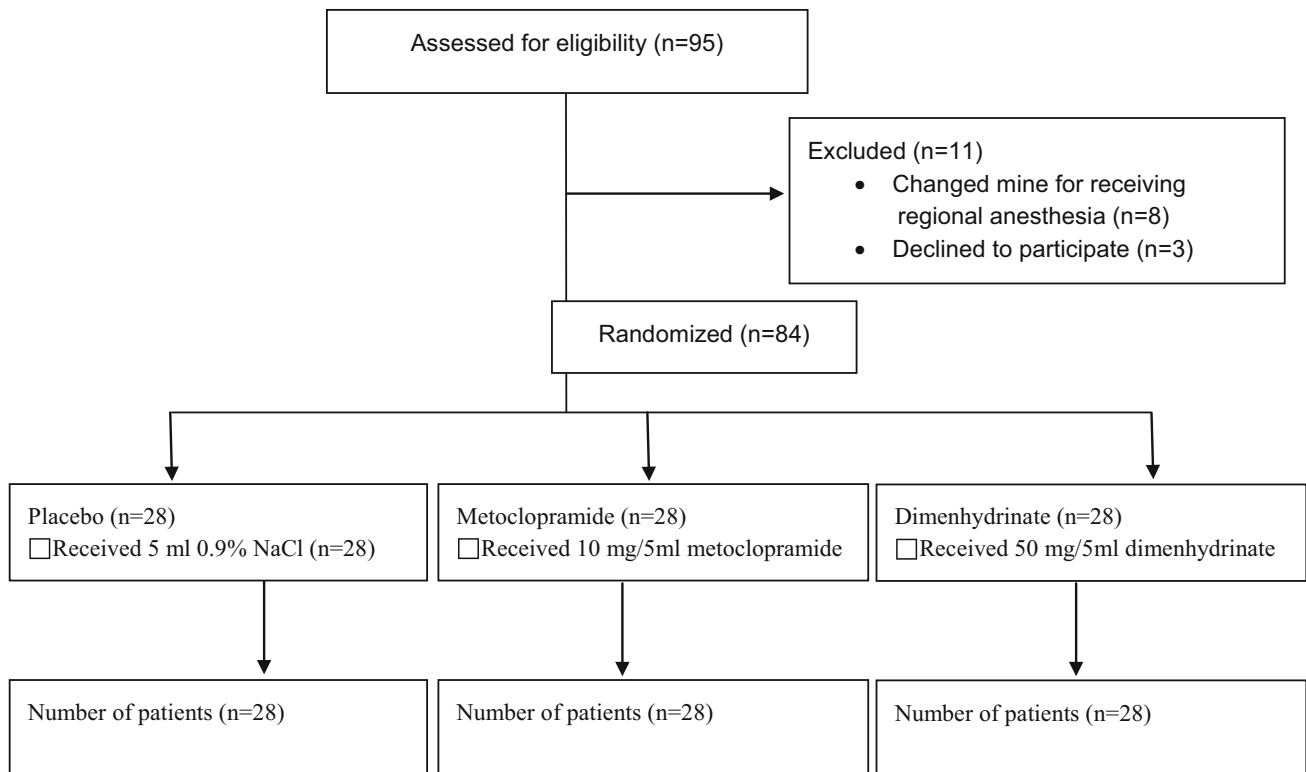 Assessed for eligibility (n=95)
Excluded (n=11)
• Changed mine for receiving
regional anesthesia (n=8)
• Declined to participate (n=3)
Randomized (n=84)
Placebo (n=28)
□Received 5 ml 0.9% NaCl (n=28)
Metoclopramide (n=28)
□Received 10 mg/5ml metoclopramide
Dimenhydrinate (n=28)
□Received 50 mg/5ml dimenhydrinate
Number of patients (n=28)
Number of patients (n=28)
Number of patients (n=28)